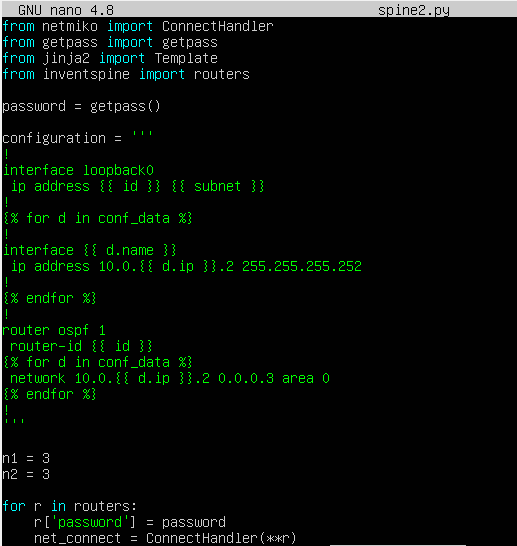 GNU nano 4.8 spine2.py
from netmiko import ConnectHandler
from getpass import getpass
from jinja2 import Template
from inventspine import routers

password = getpass()

configuration = '''
!
interface loopback0
 ip address {{ id }} {{ subnet }}
!
{% for d in conf_data %}
!
interface {{ d.name }}
 ip address 10.0.{{ d.ip }}.2 255.255.255.252
!
{% endfor %}
!
router ospf 1
 router-id {{ id }}
{% for d in conf_data %}
 network 10.0.{{ d.ip }}.2 0.0.0.3 area 0
{% endfor %}
!
'''

n1 = 3
n2 = 3

for r in routers:
    r['password'] = password
    net_connect = ConnectHandler(**r)